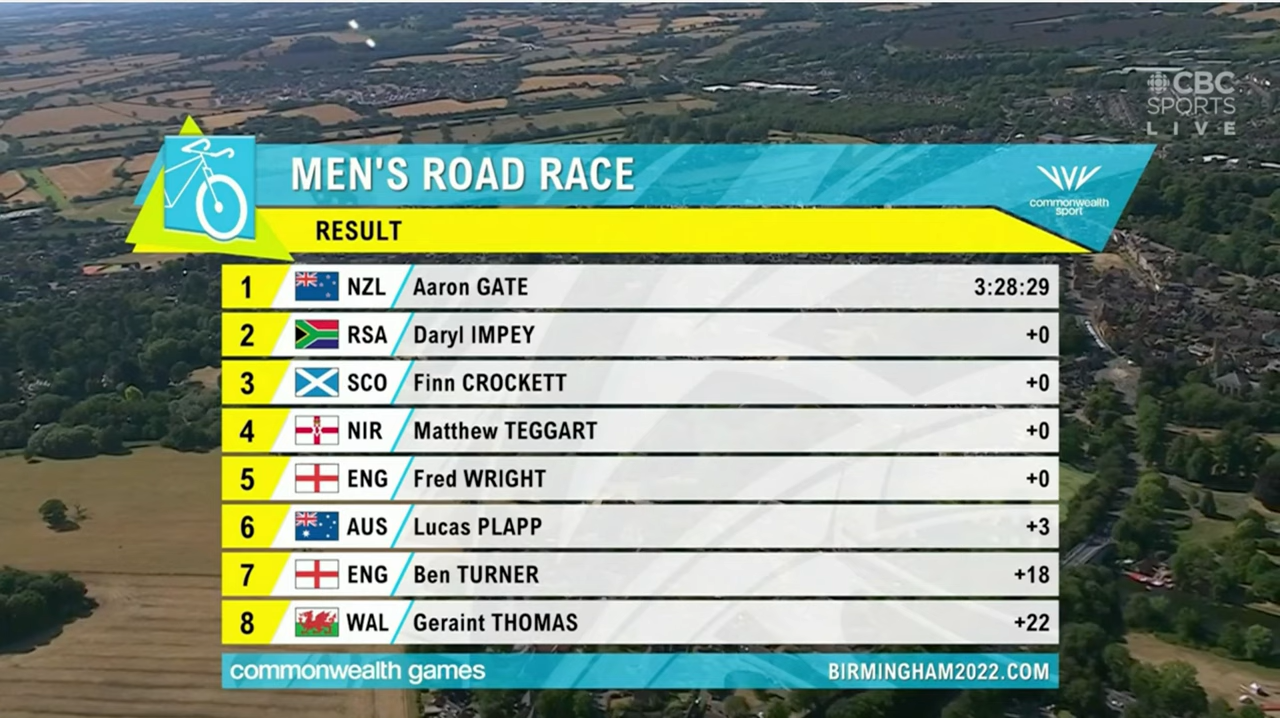 CBC
SPORTS
LIVE
MEN'S ROAD RACE
commonwealth
sport
RESULT
1 NZL Aaron GATE 3:28:29
2 RSA Daryl IMPEY +0
3 SCO Finn CROCKETT +0
4 NIR Matthew TEGGART +0
5 ENG Fred WRIGHT +0
6 AUS Lucas PLAPP +3
7 ENG Ben TURNER +18
8 WAL Geraint THOMAS +22
commonwealth games BIRMINGHAM2022.COM